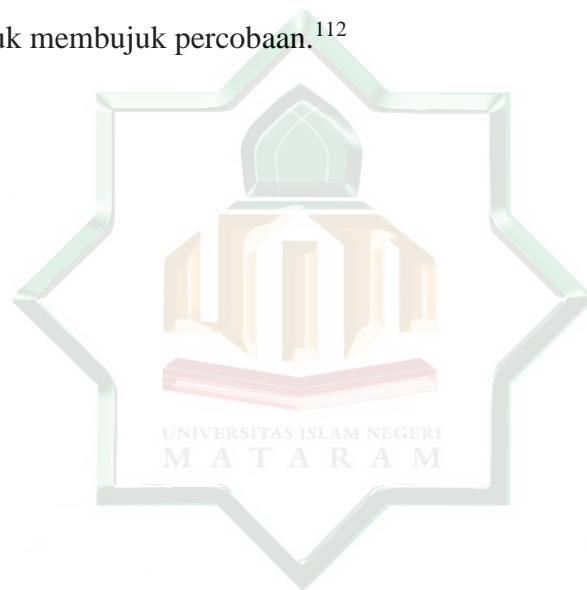 uk membujuk percobaan.112
UNIVERSITAS ISLAM NEGERI
M A T A R A M